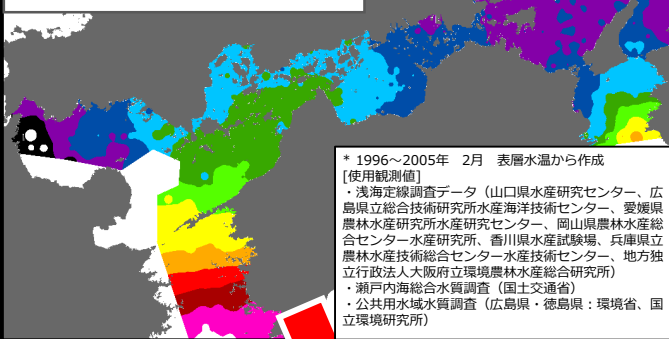 * 1996～2005年　2月　表層水温から作成
[使用観測値]
・浅海定線調査データ（山口県水産研究センター、広
島県立総合技術研究所水産海洋技術センター、愛媛県
農林水産研究所水産研究センター、岡山県農林水産総
合センター水産研究所、香川県水産試験場、兵庫県立
農林水産技術総合センター水産技術センター、地方独
立行政法人大阪府立環境農林水産総合研究所）
・瀬戸内海総合水質調査（国土交通省）
・公共用水域水質調査（広島県・徳島県：環境省、国
立環境研究所）